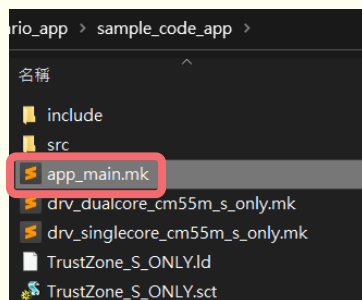 rio_app > sample_code_app >
名稱
include
src
app_main.mk
drv_dualcore_cm55m_s_only.mk
drv_singlecore_cm55m_s_only.mk
TrustZone_S_ONLY.ld
TrustZone_S_ONLY.sct